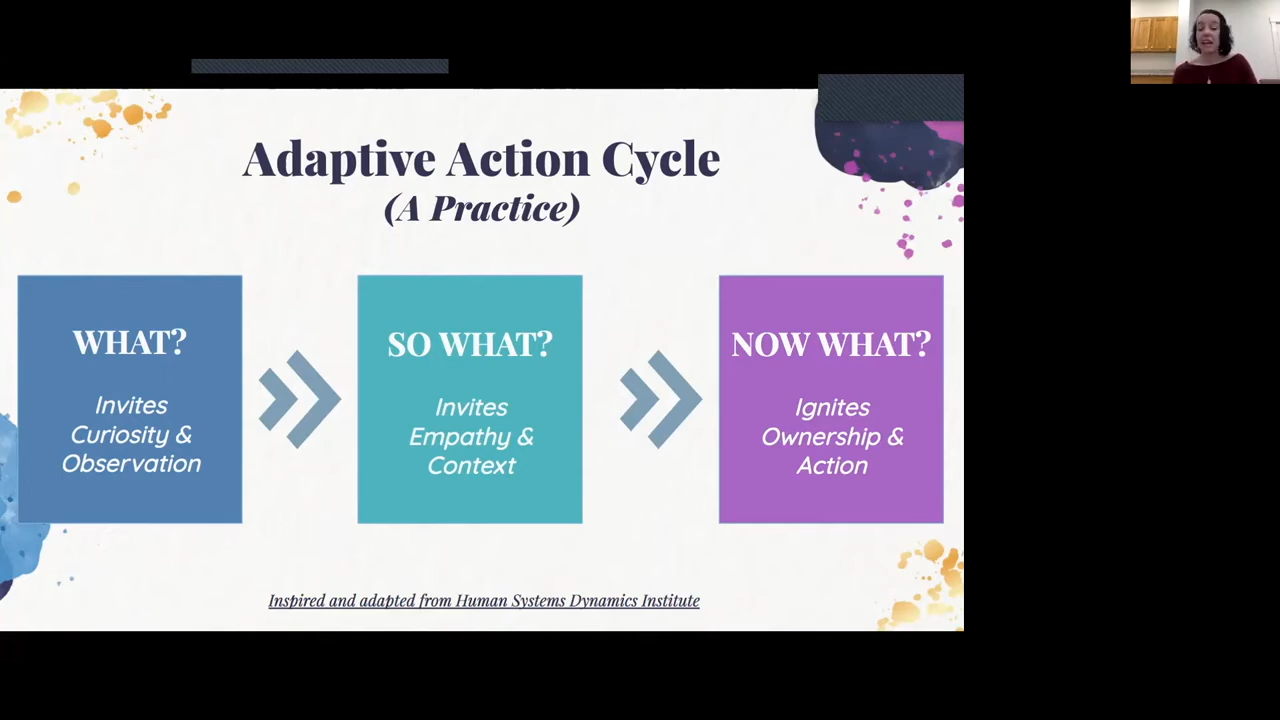 Adaptive Action Cycle
(A Practice)
WHAT?
Invites
Curiosity &
Observation
SO WHAT?
Invites
Empathy &
Context
NOW WHAT?
Ignites
Ownership &
Action
Inspired and adapted from Human Systems Dynamics Institute